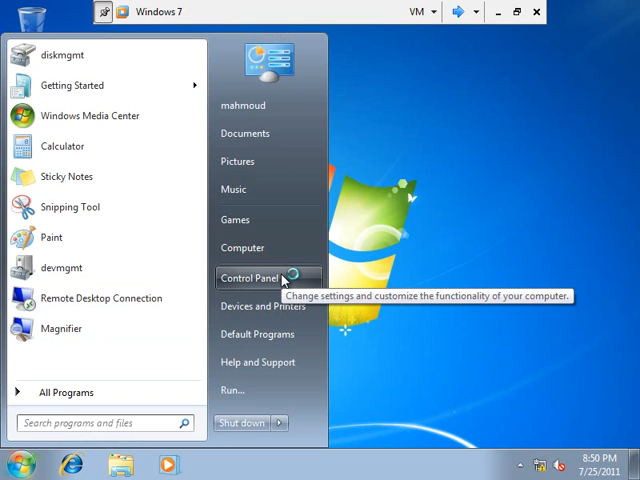 Windows 7
VM
diskmgmt
Getting Started
Windows Media Center
Calculator
Sticky Notes
Snipping Tool
Paint
devmgmt
Remote Desktop Connection
Magnifier
All Programs
Search programs and files
mahmoud
Documents
Pictures
Music
Games
Computer
Control Panel
Change settings and customize the functionality of your computer.
Devices and Printers
Default Programs
Help and Support
Run...
Shut down
8:50 PM
7/25/2011